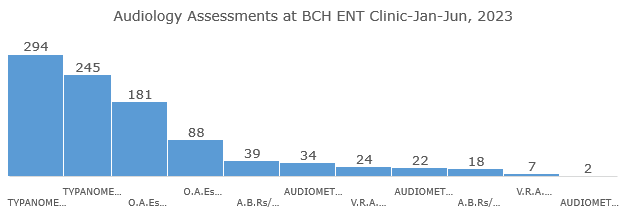 Audiology Assessments at BCH ENT Clinic-Jan-Jun, 2023
294
245
181
88
39
34
24
22
18
7
2
TYPANOME...
TYPANOME...
O.A.Es...
O.A.Es...
A.B.Rs/...
AUDIOMET...
V.R.A....
AUDIOMET...
A.B.Rs/...
V.R.A....
AUDIOMET...